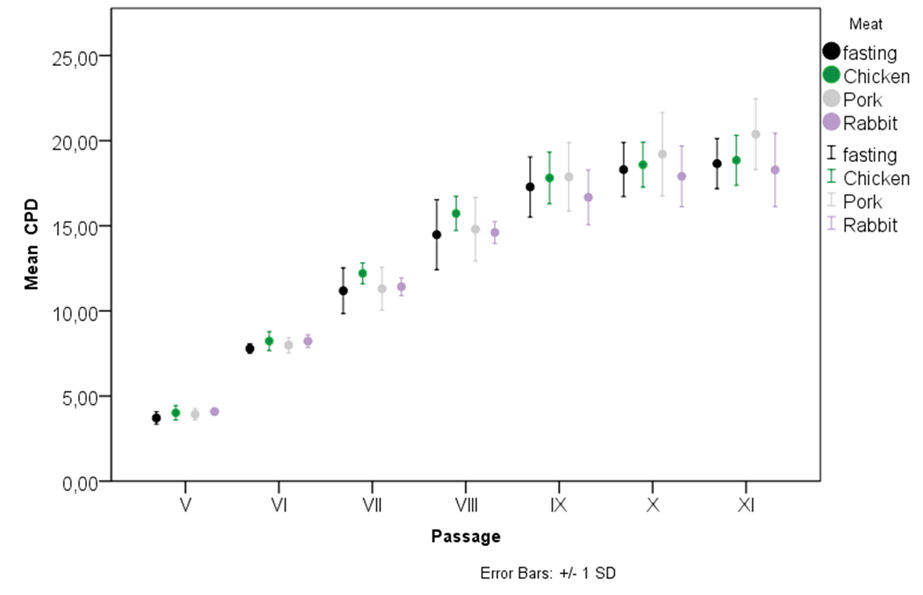 Meat
fasting
Chicken
Pork
Rabbit
fasting
Chicken
Pork
Rabbit
Mean CPD
25,00
20,00
15,00
10,00
5,00
0,00
V VI VII VIII IX X XI
Passage
Error Bars: +/- 1 SD